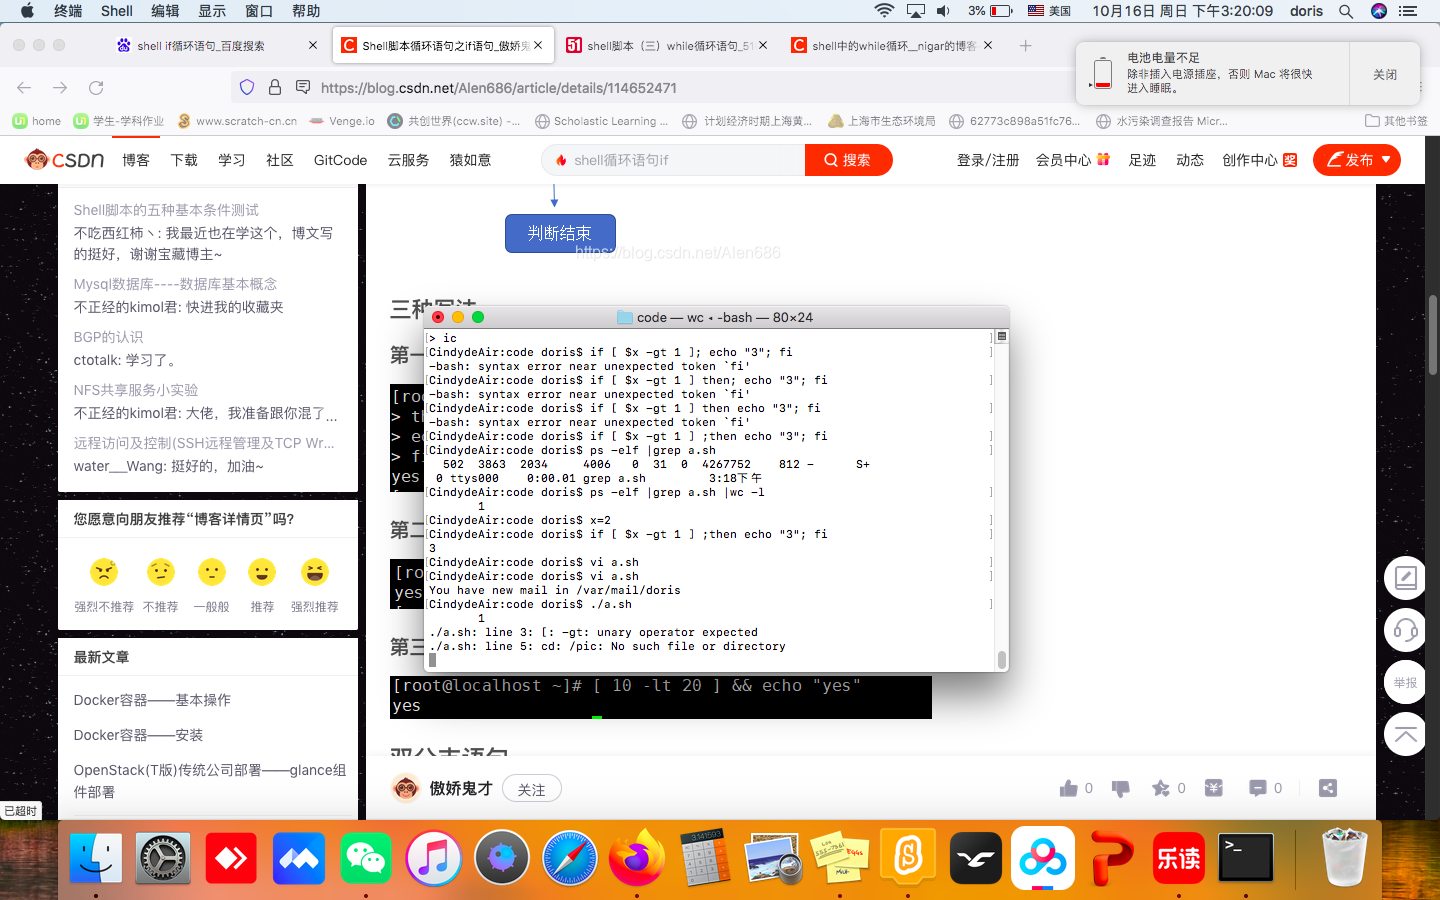 终端 Shell 编辑 显示 窗口 帮助
3% 美国 10月16日 周日 下午3:20:09 doris
shell if循环语句_百度搜索
Shell脚本循环语句之if语句_傲娇鬼
shell脚本（三）while循环语句_51
shell中的while循环__nigar的博客
https://blog.csdn.net/Alen686/article/details/114652471
电池电量不足
除非插入电源插座，否则 Mac 将很快
进入睡眠。
关闭
home 学生-学科作业 www.scratch-cn.cn Venge.io 共创世界(ccw.site) -... Scholastic Learning ... 计划经济时期上海黄... 上海市生态环境局 62773c898a51fc76... 水污染调查报告 Micr... 其他书签
CSDN 博客 下载 学习 社区 GitCode 云服务 猿如意 shell循环语句if 搜索 登录/注册 会员中心 足迹 动态 创作中心 奖 发布
Shell脚本的五种基本条件测试
不吃西红柿丶: 我最近也在学这个，博文写
的挺好，谢谢宝藏博主~
Mysql数据库----数据库基本概念
不正经的kimol君: 快进我的收藏夹
BGP的认识
ctotalk: 学习了。
NFS共享服务小实验
不正经的kimol君: 大佬，我准备跟你混了...
远程访问及控制(SSH远程管理及TCP Wr...
water___Wang: 挺好的，加油~
您愿意向朋友推荐“博客详情页”吗?
强烈不推荐 不推荐 一般般 推荐 强烈推荐
最新文章
Docker容器——基本操作
Docker容器——安装
OpenStack(T版)传统公司部署——glance组
件部署
已超时
判断结束
https://blog.csdn.net/Alen686
三种写法
第一
[roo
> th
> ec
> fi
yes
第二
[ro
yes
第三
code — wc ◂ -bash — 80×24
> ic
CindydeAir:code doris$ if [ $x -gt 1 ]; echo "3"; fi
-bash: syntax error near unexpected token `fi'
CindydeAir:code doris$ if [ $x -gt 1 ] then; echo "3"; fi
-bash: syntax error near unexpected token `fi'
CindydeAir:code doris$ if [ $x -gt 1 ] then echo "3"; fi
-bash: syntax error near unexpected token `fi'
CindydeAir:code doris$ if [ $x -gt 1 ] ;then echo "3"; fi
CindydeAir:code doris$ ps -elf |grep a.sh
502 3863 2034 4006 0 31 0 4267752 812 - S+
0 ttys000 0:00.01 grep a.sh 3:18下午
CindydeAir:code doris$ ps -elf |grep a.sh |wc -l
1
CindydeAir:code doris$ x=2
CindydeAir:code doris$ if [ $x -gt 1 ] ;then echo "3"; fi
3
CindydeAir:code doris$ vi a.sh
CindydeAir:code doris$ vi a.sh
You have new mail in /var/mail/doris
CindydeAir:code doris$ ./a.sh
1
./a.sh: line 3: [: -gt: unary operator expected
./a.sh: line 5: cd: /pic: No such file or directory
[root@localhost ~]# [ 10 -lt 20 ] && echo "yes"
yes
双分支语句
傲娇鬼才 关注
0 0 0
举报
乐读